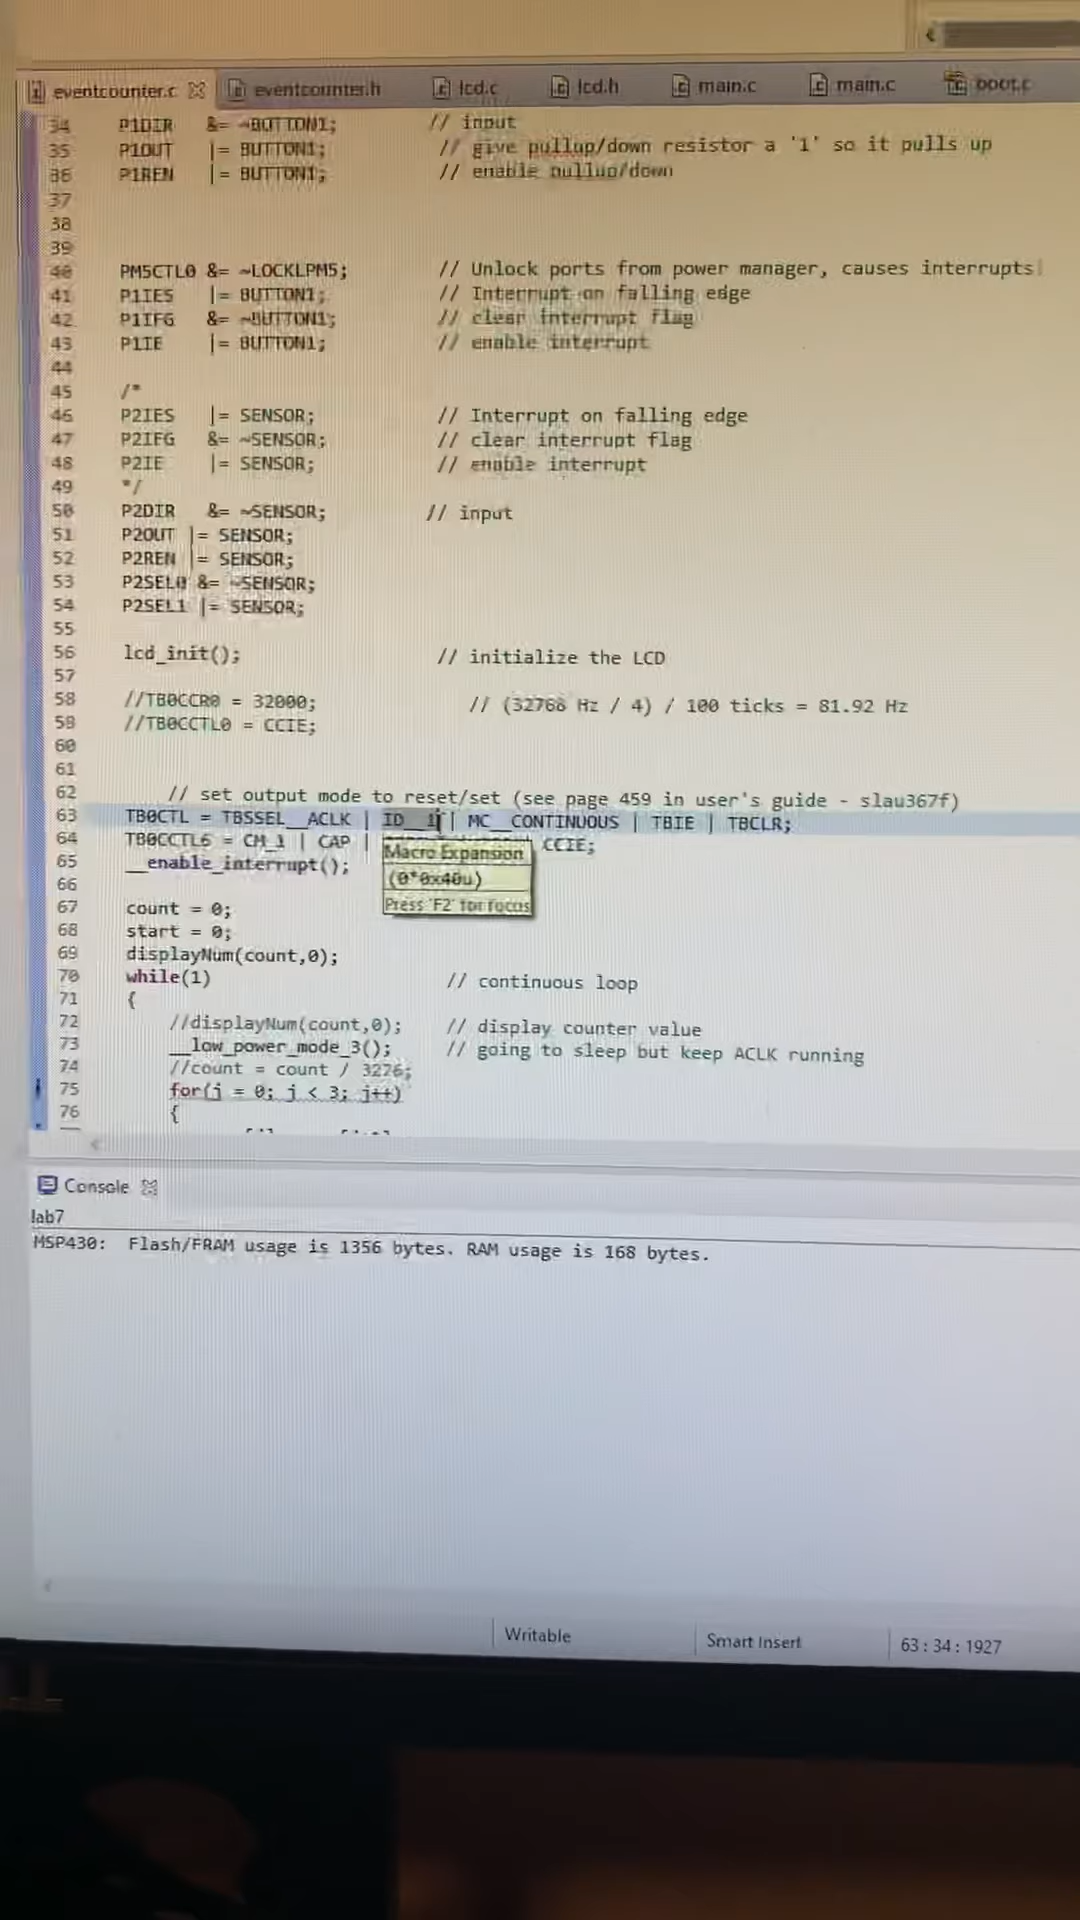 eventcounter.c eventcounter.h lcd.c lcd.h main.c main.c boot.c
34 P1DIR &= ~BUTTON1; // input
35 P1OUT |= BUTTON1; // give pullup/down resistor a '1' so it pulls up
36 P1REN |= BUTTON1; // enable pullup/down
37
38
39
40 PM5CTL0 &= ~LOCKLPM5; // Unlock ports from power manager, causes interrupts
41 P1IES |= BUTTON1; // Interrupt on falling edge
42 P1IFG &= ~BUTTON1; // clear interrupt flag
43 P1IE |= BUTTON1; // enable interrupt
44
45 /*
46 P2IES |= SENSOR; // Interrupt on falling edge
47 P2IFG &= ~SENSOR; // clear interrupt flag
48 P2IE |= SENSOR; // enable interrupt
49 */
50 P2DIR &= ~SENSOR; // input
51 P2OUT |= SENSOR;
52 P2REN |= SENSOR;
53 P2SEL0 &= ~SENSOR;
54 P2SEL1 |= SENSOR;
55
56 lcd_init(); // initialize the LCD
57
58 //TB0CCR0 = 32000; // (32768 Hz / 4) / 100 ticks = 81.92 Hz
59 //TB0CCTL0 = CCIE;
60
61
62 // set output mode to reset/set (see page 459 in user's guide - slau367f)
63 TB0CTL = TBSSEL__ACLK | ID__1 | MC__CONTINUOUS | TBIE | TBCLR;
64 TB0CCTL6 = CM_1 | CAP | CCIE;
Macro Expansion
(0*0x40u)
Press 'F2' for focus
65 __enable_interrupt();
66
67 count = 0;
68 start = 0;
69 displayNum(count,0);
70 while(1) // continuous loop
71 {
72 //displayNum(count,0); // display counter value
73 __low_power_mode_3(); // going to sleep but keep ACLK running
74 //count = count / 3276;
75 for(j = 0; j < 3; j++)
76 {
Console
lab7
MSP430: Flash/FRAM usage is 1356 bytes. RAM usage is 168 bytes.
Writable Smart Insert 63:34:1927